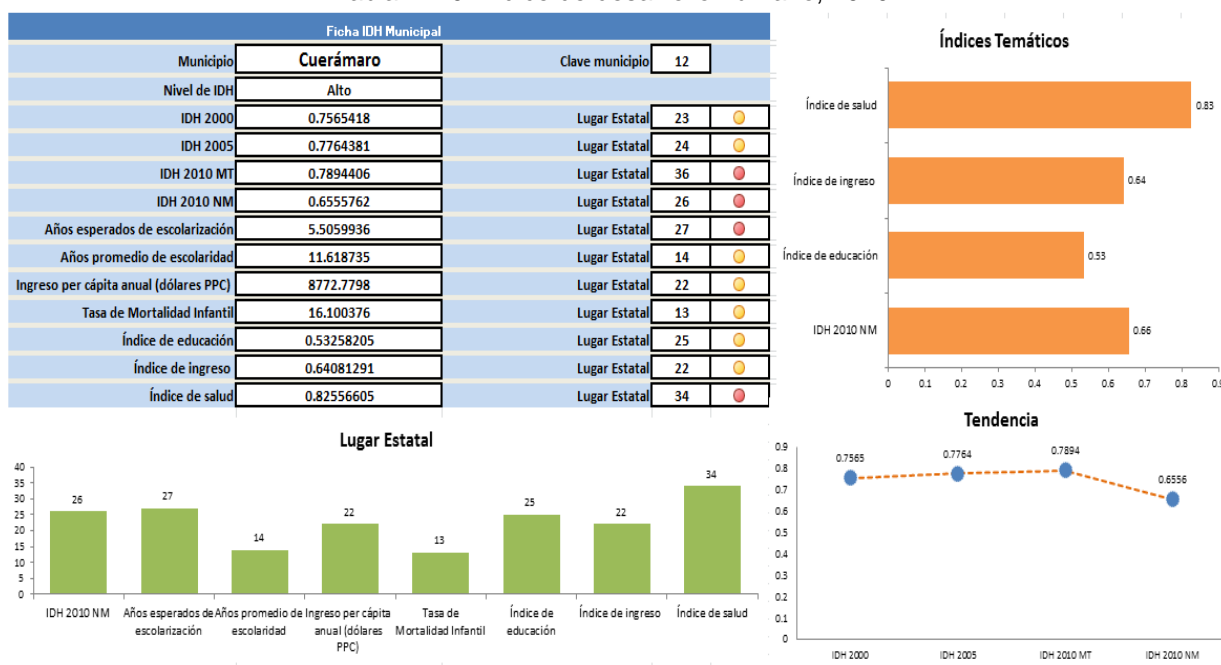 Ficha IDH Municipal
Municipio Cuerámaro Clave municipio 12
Nivel de IDH Alto
IDH 2000 0.7565418 Lugar Estatal 23
IDH 2005 0.7764381 Lugar Estatal 24
IDH 2010 MT 0.7894406 Lugar Estatal 36
IDH 2010 NM 0.6555762 Lugar Estatal 26
Años esperados de escolarización 5.5059936 Lugar Estatal 27
Años promedio de escolaridad 11.618735 Lugar Estatal 14
Ingreso per cápita anual (dólares PPC) 8772.7798 Lugar Estatal 22
Tasa de Mortalidad Infantil 16.100376 Lugar Estatal 13
Índice de educación 0.53258205 Lugar Estatal 25
Índice de ingreso 0.64081291 Lugar Estatal 22
Índice de salud 0.82556605 Lugar Estatal 34
Índices Temáticos
Índice de salud 0.83
Índice de ingreso 0.64
Índice de educación 0.53
IDH 2010 NM 0.66
0 0.1 0.2 0.3 0.4 0.5 0.6 0.7 0.8 0.9
Lugar Estatal
40
35
30
25
20
15
10
5
0
26 27 14 22 13 25 22 34
IDH 2010 NM Años esperados de Años promedio de Ingreso per cápita Tasa de Índice de Índice de ingreso Índice de salud
escolarización escolaridad anual (dólares Mortalidad Infantil educación
PPC)
Tendencia
0.9
0.8
0.7
0.6
0.5
0.4
0.3
0.2
0.1
0
0.7565 0.7764 0.7894 0.6556
IDH 2000 IDH 2005 IDH 2010 MT IDH 2010 NM